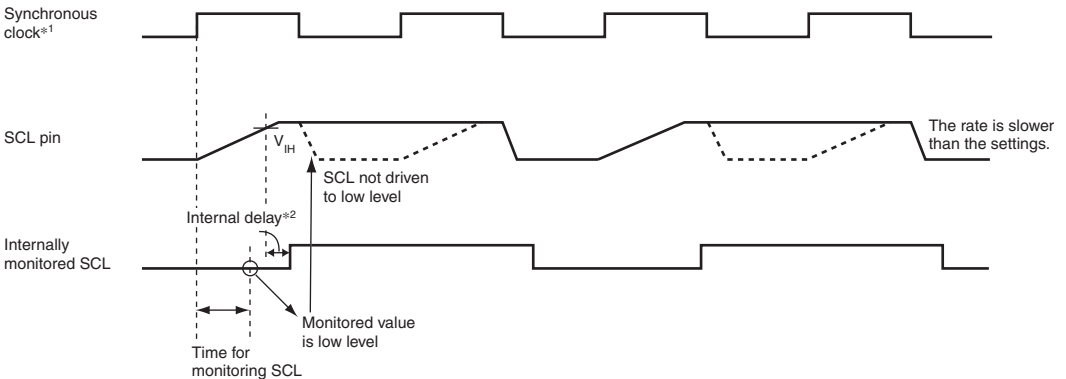 Synchronous
clock*1
SCL pin
VIH
The rate is slower
than the settings.
SCL not driven
to low level
Internal delay*2
Internally
monitored SCL
Monitored value
is low level
Time for
monitoring SCL